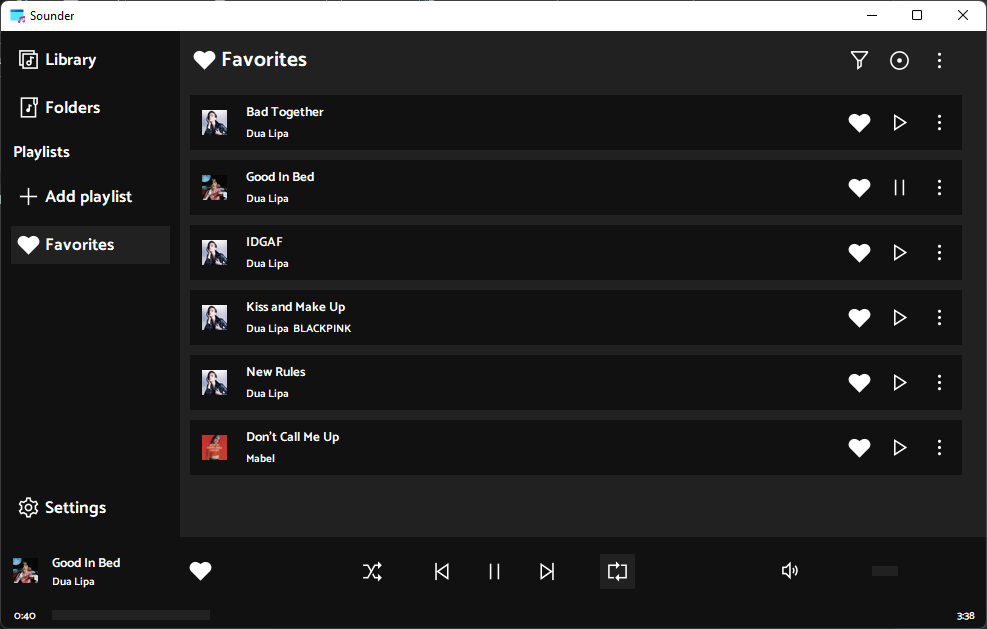 Sounder
Library
Folders
Playlists
Add playlist
Favorites
Settings
Favorites
Bad Together
Dua Lipa
Good In Bed
Dua Lipa
IDGAF
Dua Lipa
Kiss and Make Up
Dua Lipa BLACKPINK
New Rules
Dua Lipa
Don't Call Me Up
Mabel
Good In Bed
Dua Lipa
0:40
3:38